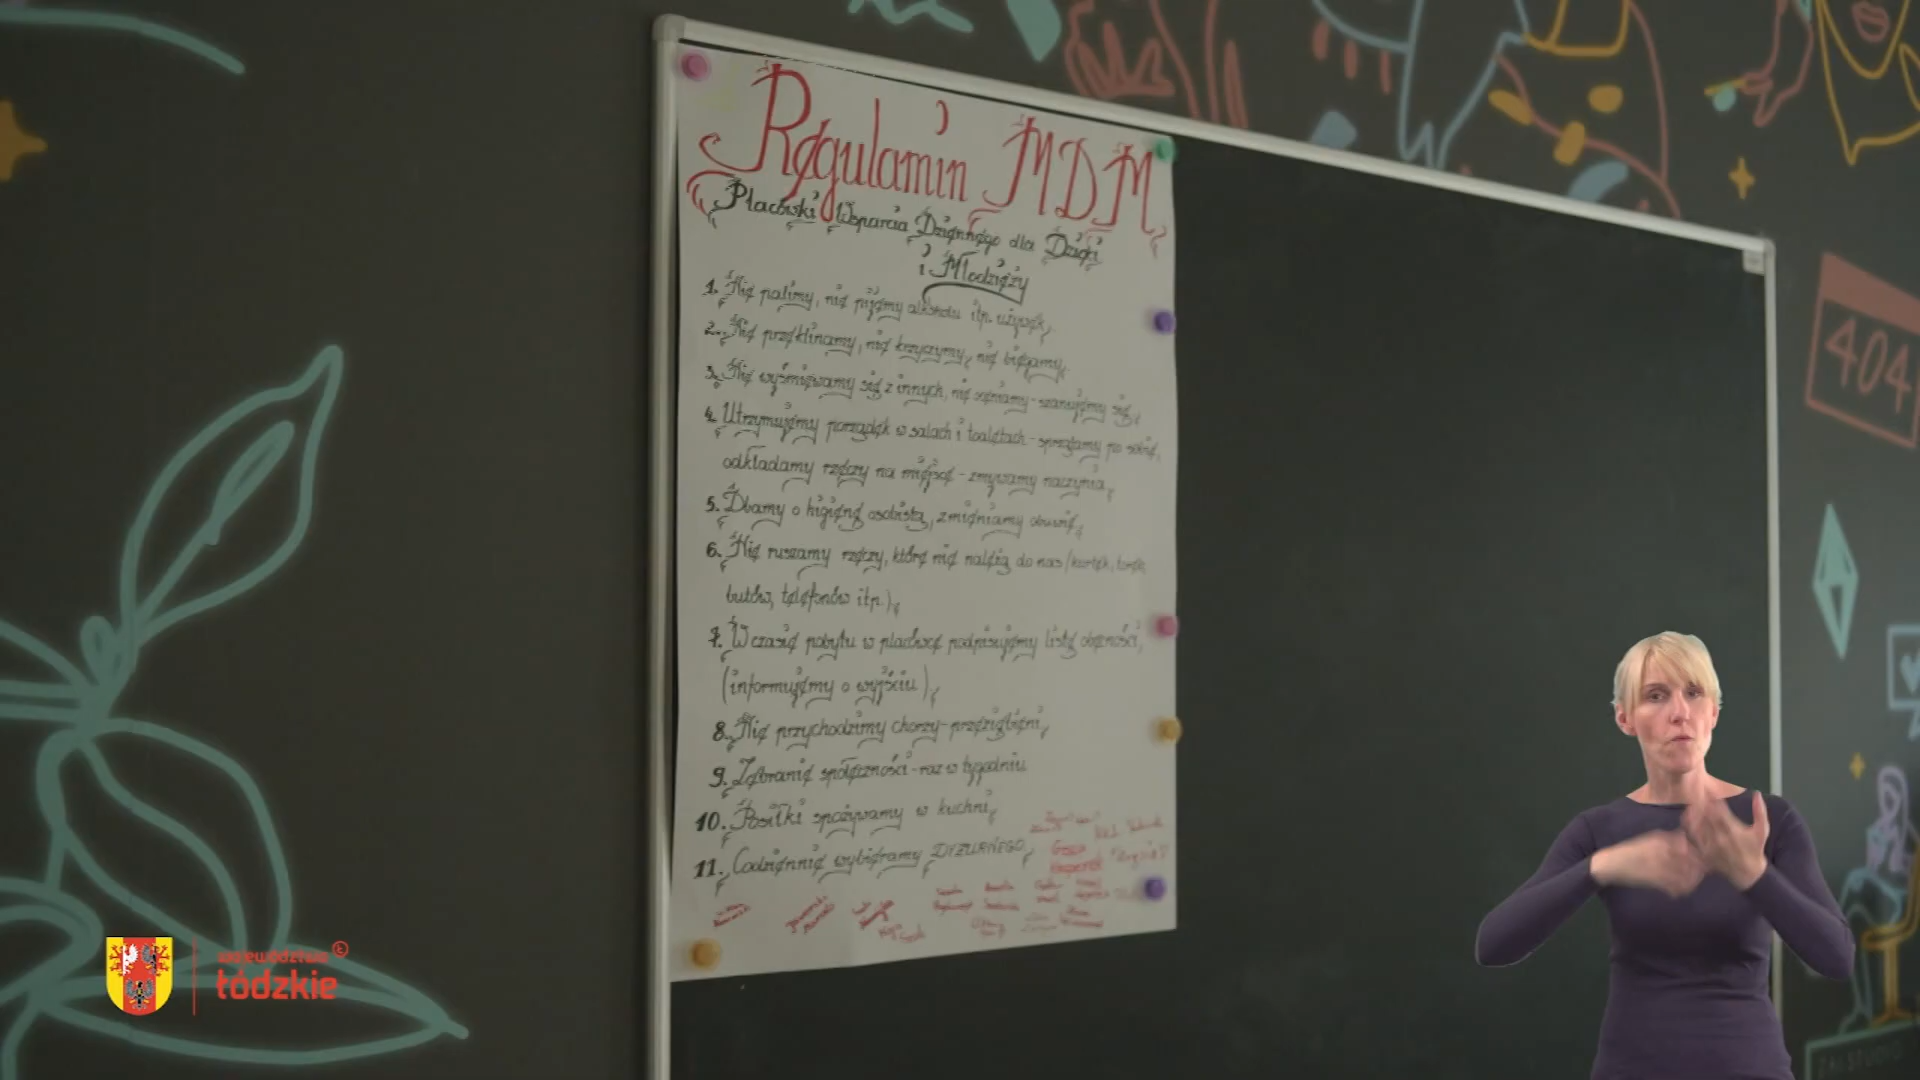 Regulamin MDM
Placówki Wsparcia Dziennego dla Dzieci
i Młodzieży
1. Nie palimy, nie pijemy alkoholu itp. używek,
2. Nie przeklinamy, nie krzyczymy, nie biegamy,
3. Nie wyśmiewamy się z innych, nie oceniamy - szanujemy się,
4. Utrzymujemy porządek w salach i toaletach - sprzątamy po sobie,
odkładamy rzeczy na miejsce - zmywamy naczynia,
5. Dbamy o higienę osobistą, zmieniamy obuwie,
6. Nie ruszamy rzeczy, które nie należą do nas (kurtek, toreb,
butów, telefonów itp.),
7. W czasie pobytu w placówce podpisujemy listę obecności,
(informujemy o wyjściu),
8. Nie przychodzimy chorzy - przeziębieni,
9. Zebranie społeczności - raz w tygodniu
10. Posiłki spożywamy w kuchni,
11. Codziennie wybieramy DYŻURNEGO,
404
województwo
łódzkie